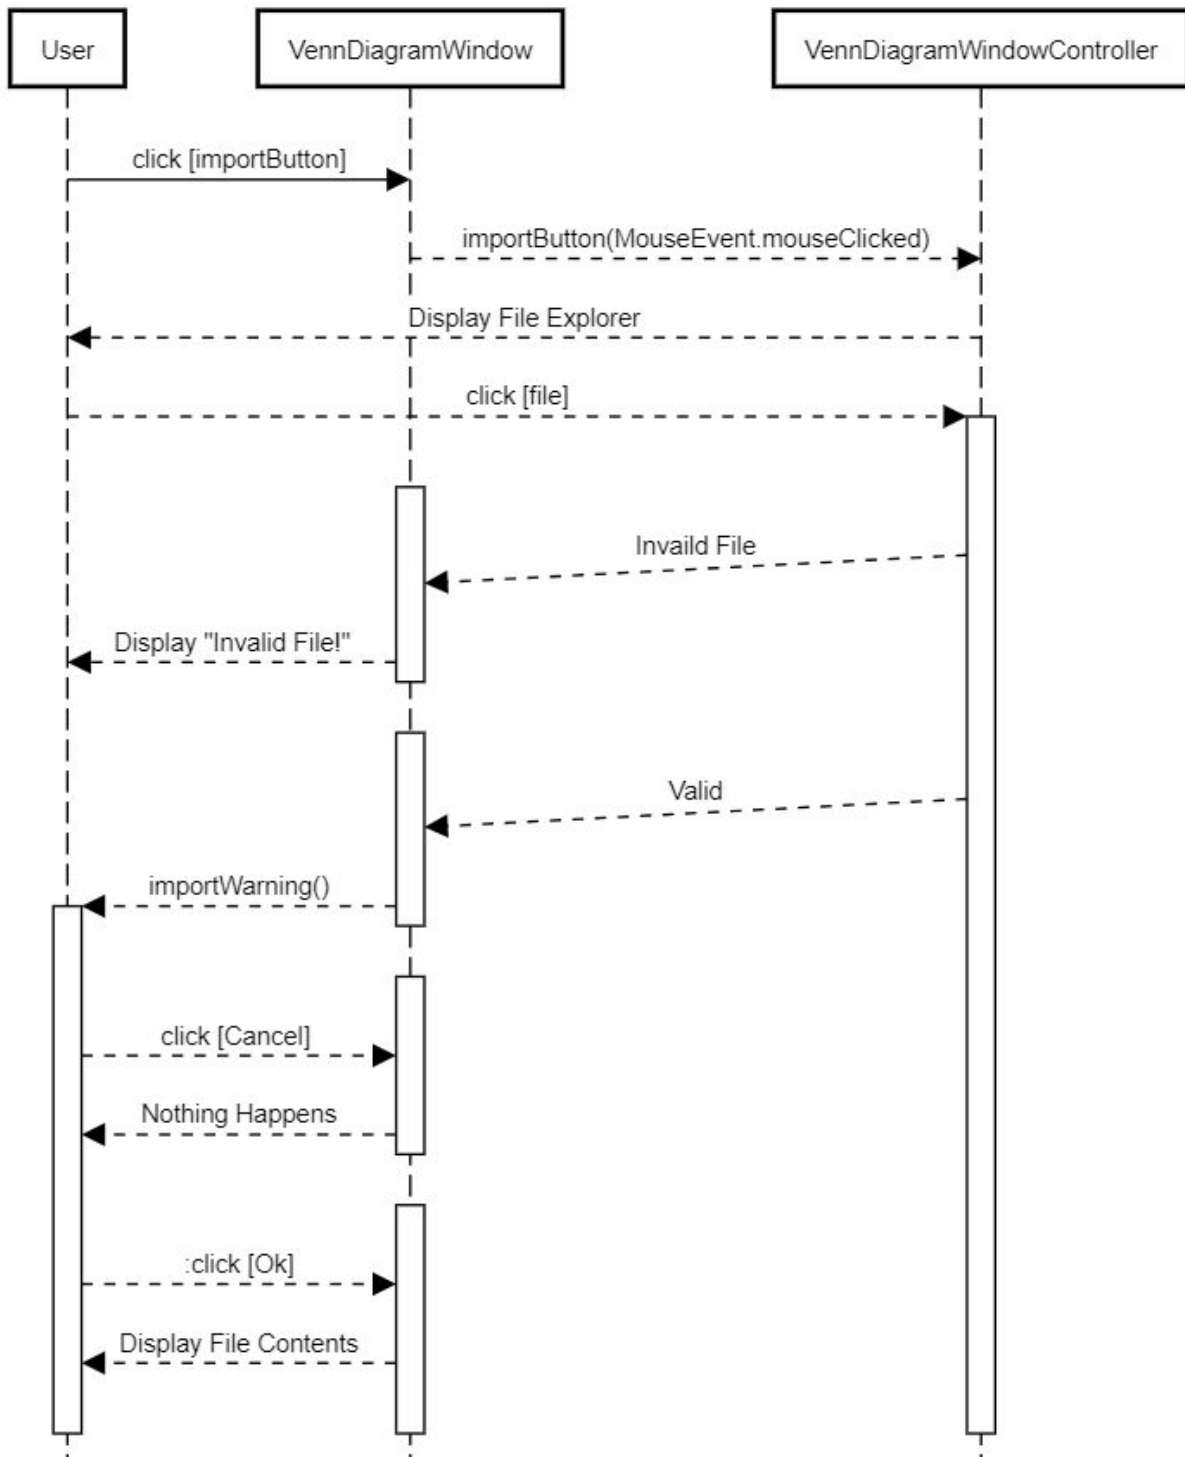 User
VennDiagramWindow
VennDiagramWindowController
click [importButton]
importButton(MouseEvent.mouseClicked)
Display File Explorer
click [file]
Invaild File
Display "Invalid File!"
Valid
importWarning()
click [Cancel]
Nothing Happens
:click [Ok]
Display File Contents